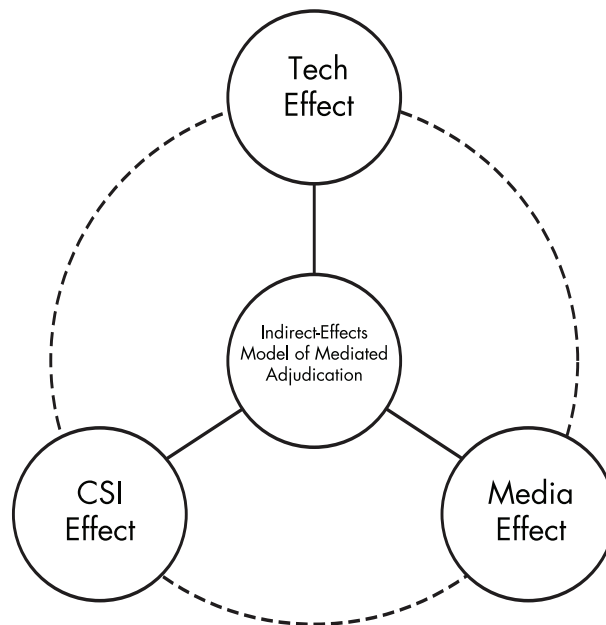 Tech
Effect
Indirect-Effects
Model of Mediated
Adjudication
CSI
Effect
Media
Effect